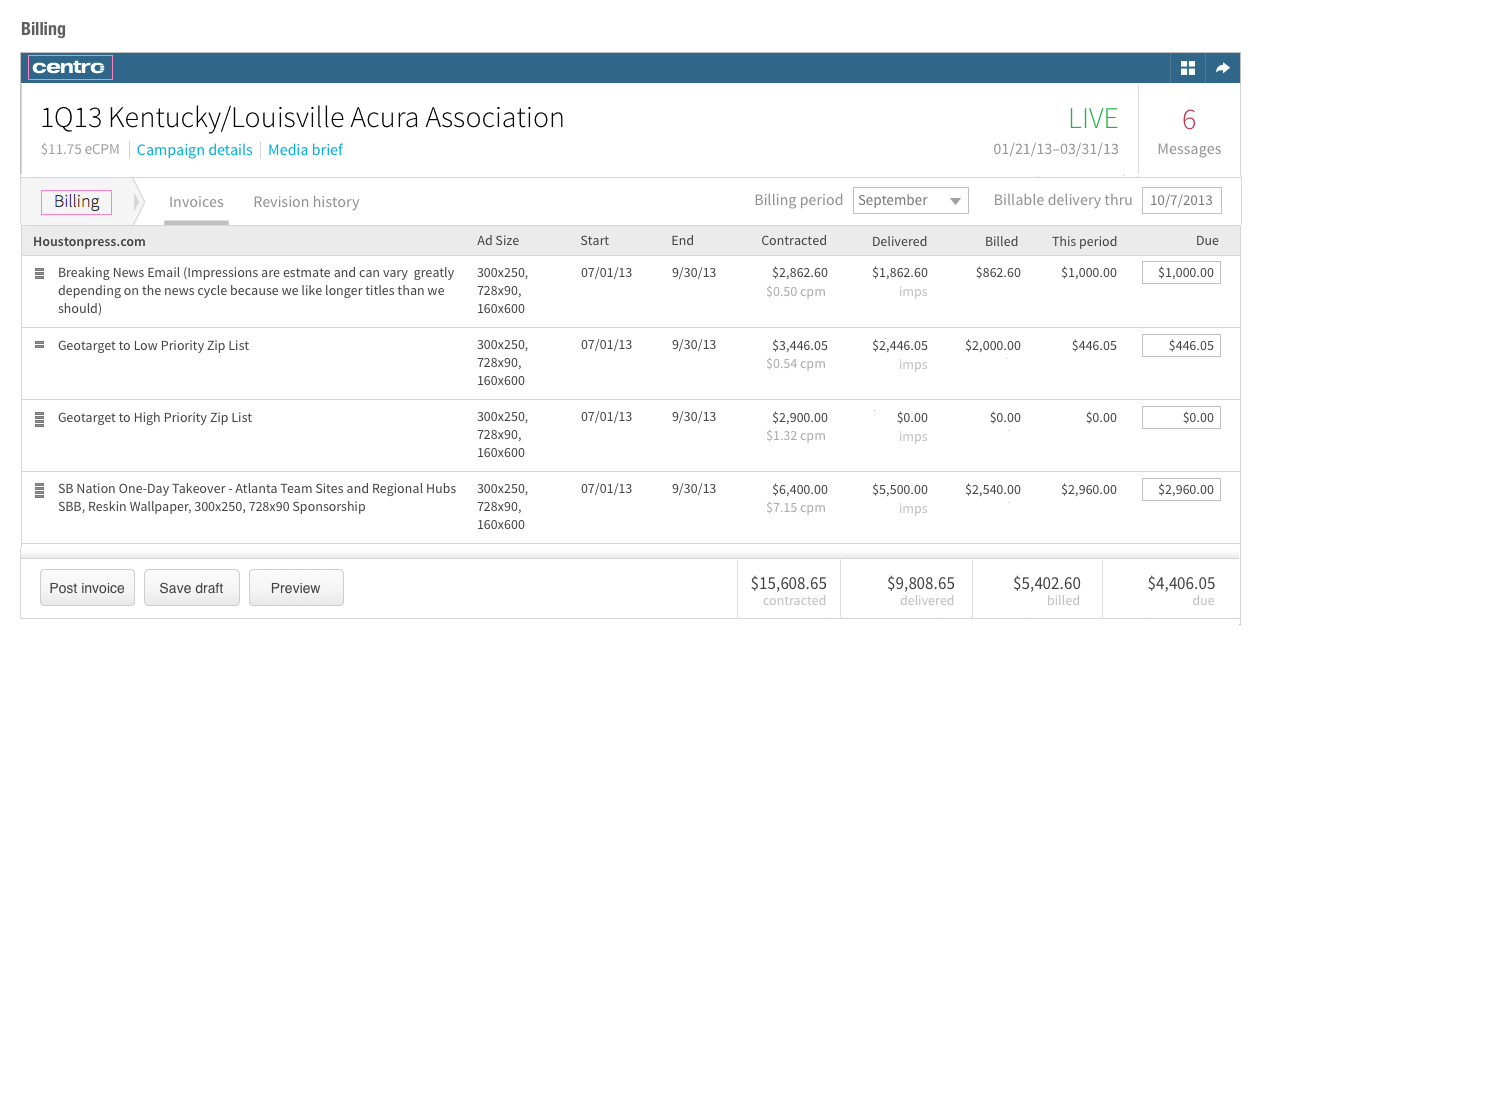 Billing
centro
1Q13 Kentucky/Louisville Acura Association
LIVE
6
$11.75 eCPM Campaign details Media brief
01/21/13–03/31/13
Messages
Billing Invoices Revision history Billing period September Billable delivery thru 10/7/2013
Houstonpress.com Ad Size Start End Contracted Delivered Billed This period Due
Breaking News Email (Impressions are estmate and can vary greatly 300x250, 07/01/13 9/30/13 $2,862.60 $1,862.60 $862.60 $1,000.00 $1,000.00
depending on the news cycle because we like longer titles than we 728x90, $0.50 cpm imps
should) 160x600
Geotarget to Low Priority Zip List 300x250, 07/01/13 9/30/13 $3,446.05 $2,446.05 $2,000.00 $446.05 $446.05
728x90, $0.54 cpm imps
160x600
Geotarget to High Priority Zip List 300x250, 07/01/13 9/30/13 $2,900.00 $0.00 $0.00 $0.00 $0.00
728x90, $1.32 cpm imps
160x600
SB Nation One-Day Takeover - Atlanta Team Sites and Regional Hubs 300x250, 07/01/13 9/30/13 $6,400.00 $5,500.00 $2,540.00 $2,960.00 $2,960.00
SBB, Reskin Wallpaper, 300x250, 728x90 Sponsorship 728x90, $7.15 cpm imps
160x600
Post invoice Save draft Preview $15,608.65 $9,808.65 $5,402.60 $4,406.05
contracted delivered billed due